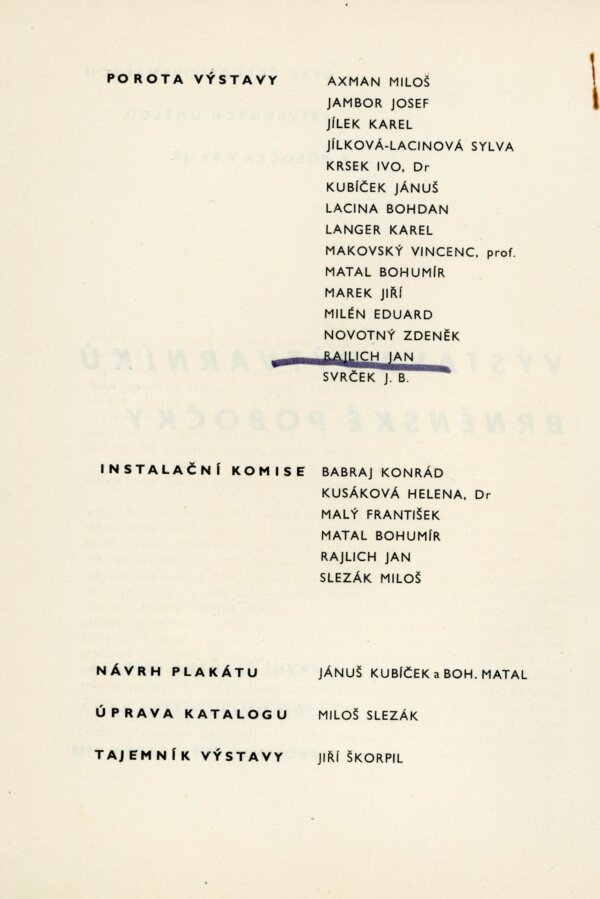 POROTA VÝSTAVY AXMAN MILOŠ
JAMBOR JOSEF
JÍLEK KAREL
JÍLKOVÁ-LACINOVÁ SYLVA
KRSEK IVO, Dr
KUBÍČEK JÁNUŠ
LACINA BOHDAN
LANGER KAREL
MAKOVSKÝ VINCENC, prof.
MATAL BOHUMÍR
MAREK JIŘÍ
MILÉN EDUARD
NOVOTNÝ ZDENĚK
RAJLICH JAN
SVRČEK J. B.
INSTALAČNÍ KOMISE BABRAJ KONRÁD
KUSÁKOVÁ HELENA, Dr
MALÝ FRANTIŠEK
MATAL BOHUMÍR
RAJLICH JAN
SLEZÁK MILOŠ
NÁVRH PLAKÁTU JÁNUŠ KUBÍČEK a BOH. MATAL
ÚPRAVA KATALOGU MILOŠ SLEZÁK
TAJEMNÍK VÝSTAVY JIŘÍ ŠKORPIL